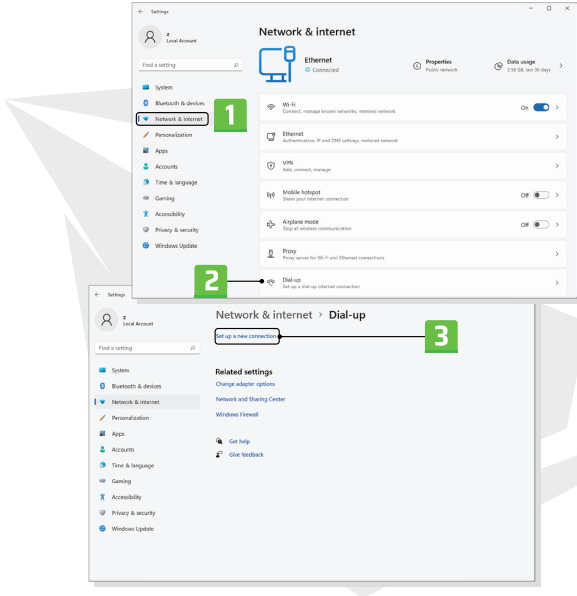 ← Settings
z
Local Account
Find a setting
System
Bluetooth & devices
Network & internet
Personalization
Apps
Accounts
Time & language
Gaming
Accessibility
Privacy & security
Windows Update
1
Network & internet
Ethernet
Connected
Properties
Public network
Data usage
2.58 GB, last 30 days
Wi-Fi
Connect, manage known networks, metered network
On
Ethernet
Authentication, IP and DNS settings, metered network
VPN
Add, connect, manage
Mobile hotspot
Share your internet connection
Off
Airplane mode
Stop all wireless communication
Off
Proxy
Proxy server for Wi-Fi and Ethernet connections
2
Dial-up
Set up a dial-up internet connection
← Settings
z
Local Account
Find a setting
System
Bluetooth & devices
Network & internet
Personalization
Apps
Accounts
Time & language
Gaming
Accessibility
Privacy & security
Windows Update
Network & internet > Dial-up
Set up a new connection
3
Related settings
Change adapter options
Network and Sharing Center
Windows Firewall
Get help
Give feedback